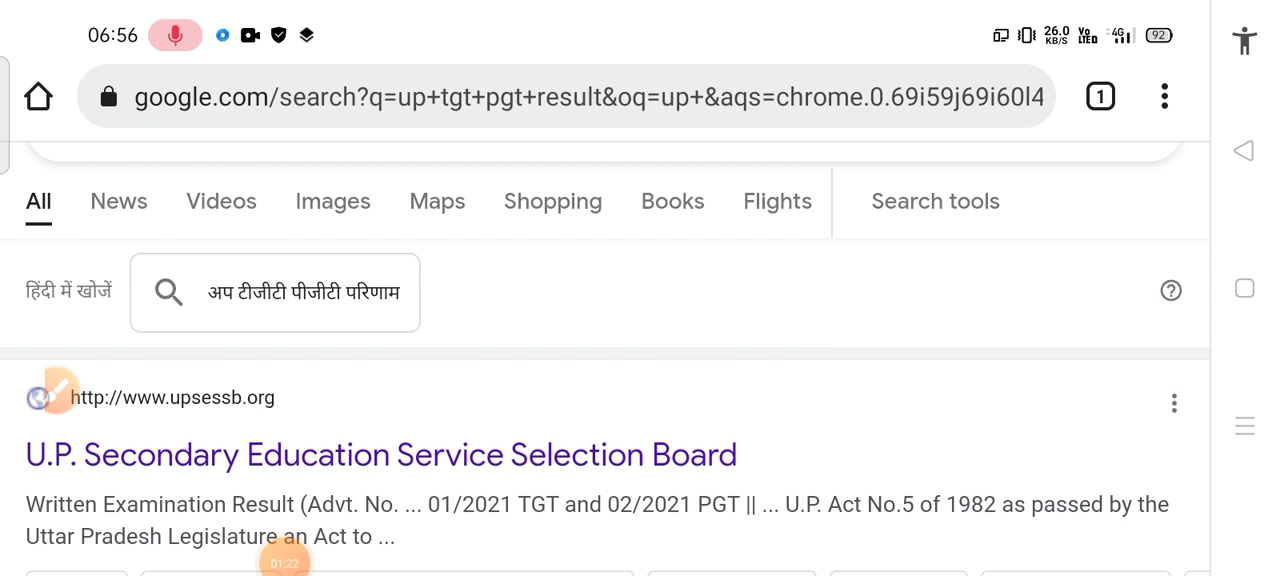 06:56 26.0 KB/S Vo LTED 4G 92
google.com/search?q=up+tgt+pgt+result&oq=up+&aqs=chrome.0.69i59j69i60l4 1
All News Videos Images Maps Shopping Books Flights Search tools
हिंदी में खोजें अप टीजीटी पीजीटी परिणाम
http://www.upsessb.org
U.P. Secondary Education Service Selection Board
Written Examination Result (Advt. No. ... 01/2021 TGT and 02/2021 PGT || ... U.P. Act No.5 of 1982 as passed by the
Uttar Pradesh Legislature an Act to ...
01:22